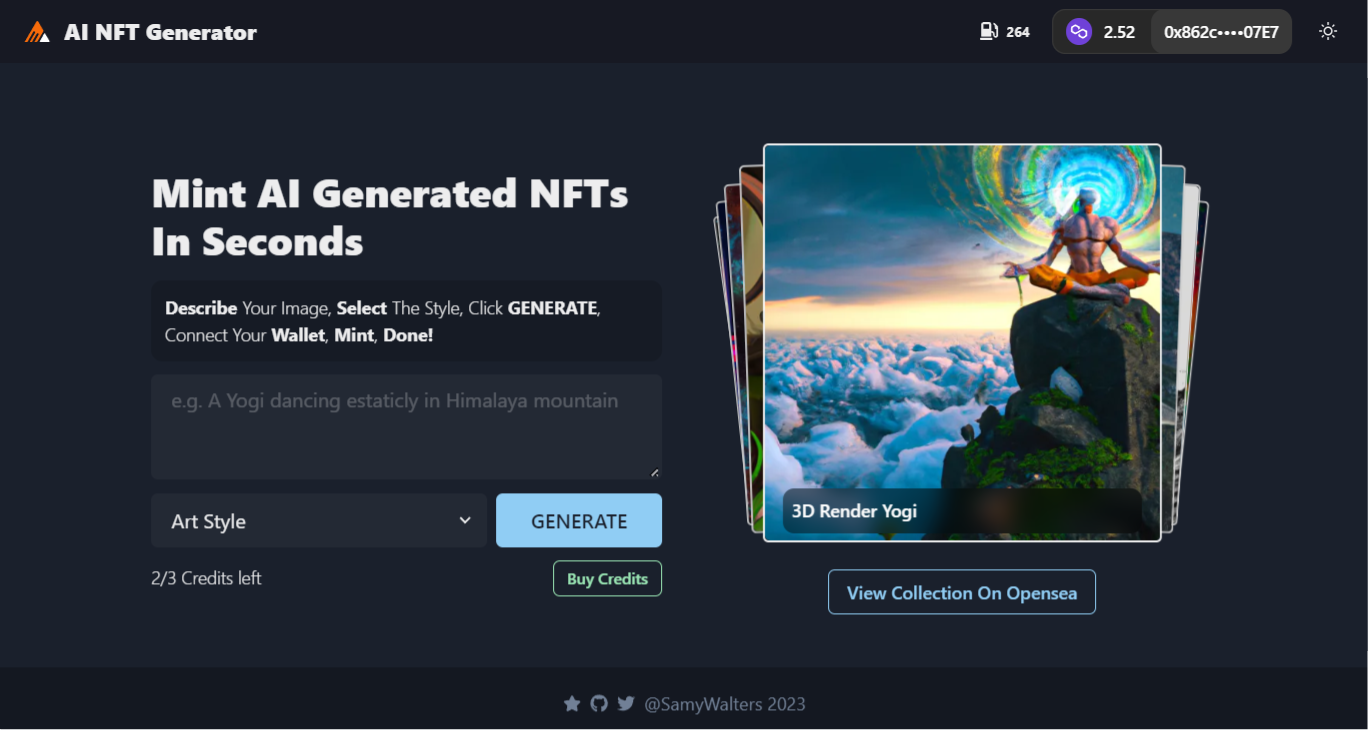 AI NFT Generator
264
2.52
0x862c••••07E7
Mint AI Generated NFTs
In Seconds
Describe Your Image, Select The Style, Click GENERATE,
Connect Your Wallet, Mint, Done!
e.g. A Yogi dancing estaticly in Himalaya mountain
Art Style
GENERATE
2/3 Credits left
Buy Credits
3D Render Yogi
View Collection On Opensea
@SamyWalters 2023